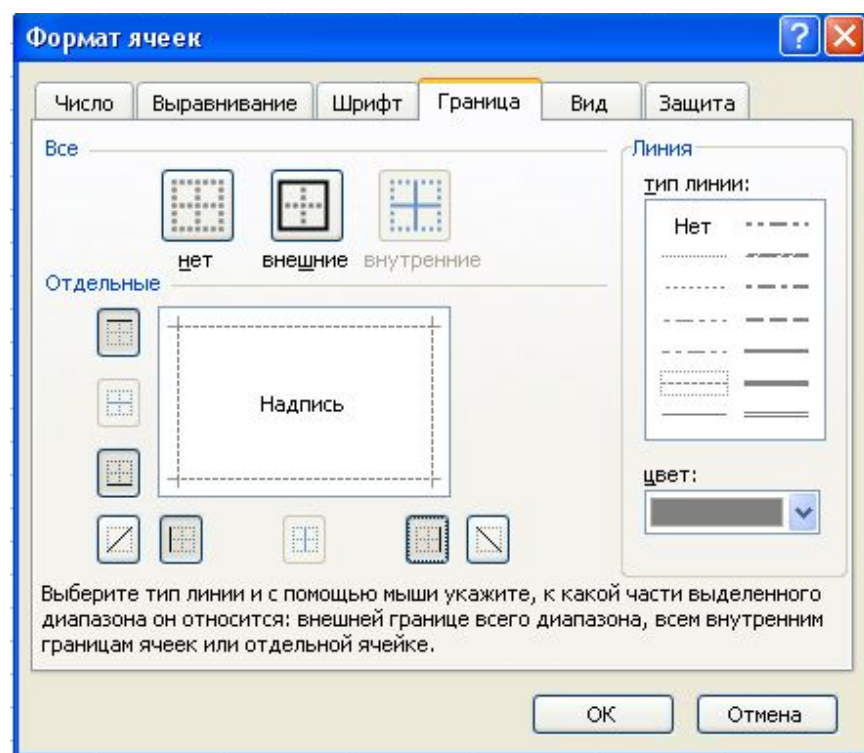 Формат ячеек
Число Выравнивание Шрифт Граница Вид Защита
Все
нет внешние внутренние
Отдельные
Надпись
Линия
тип линии:
Нет
цвет:
Выберите тип линии и с помощью мыши укажите, к какой части выделенного
диапазона он относится: внешней границе всего диапазона, всем внутренним
границам ячеек или отдельной ячейке.
ОК Отмена